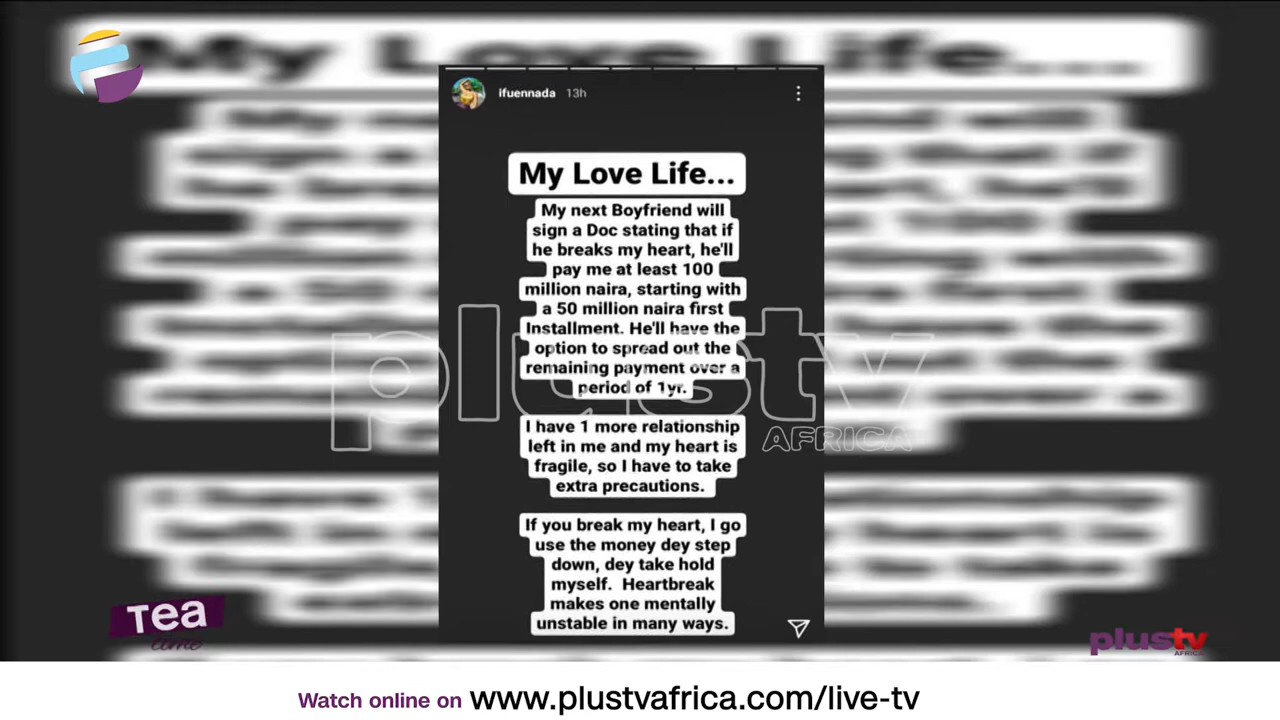 ifuennada 13h
My Love Life...
My next Boyfriend will
sign a Doc stating that if
he breaks my heart, he'll
pay me at least 100
million naira, starting with
a 50 million naira first
Installment. He'll have the
option to spread out the
remaining payment over a
period of 1yr.
I have 1 more relationship
left in me and my heart is
fragile, so I have to take
extra precautions.
If you break my heart, I go
use the money dey step
down, dey take hold
myself. Heartbreak
makes one mentally
unstable in many ways.
plustv
AFRICA
Tea
time
plustv
AFRICA
Watch online on www.plustvafrica.com/live-tv